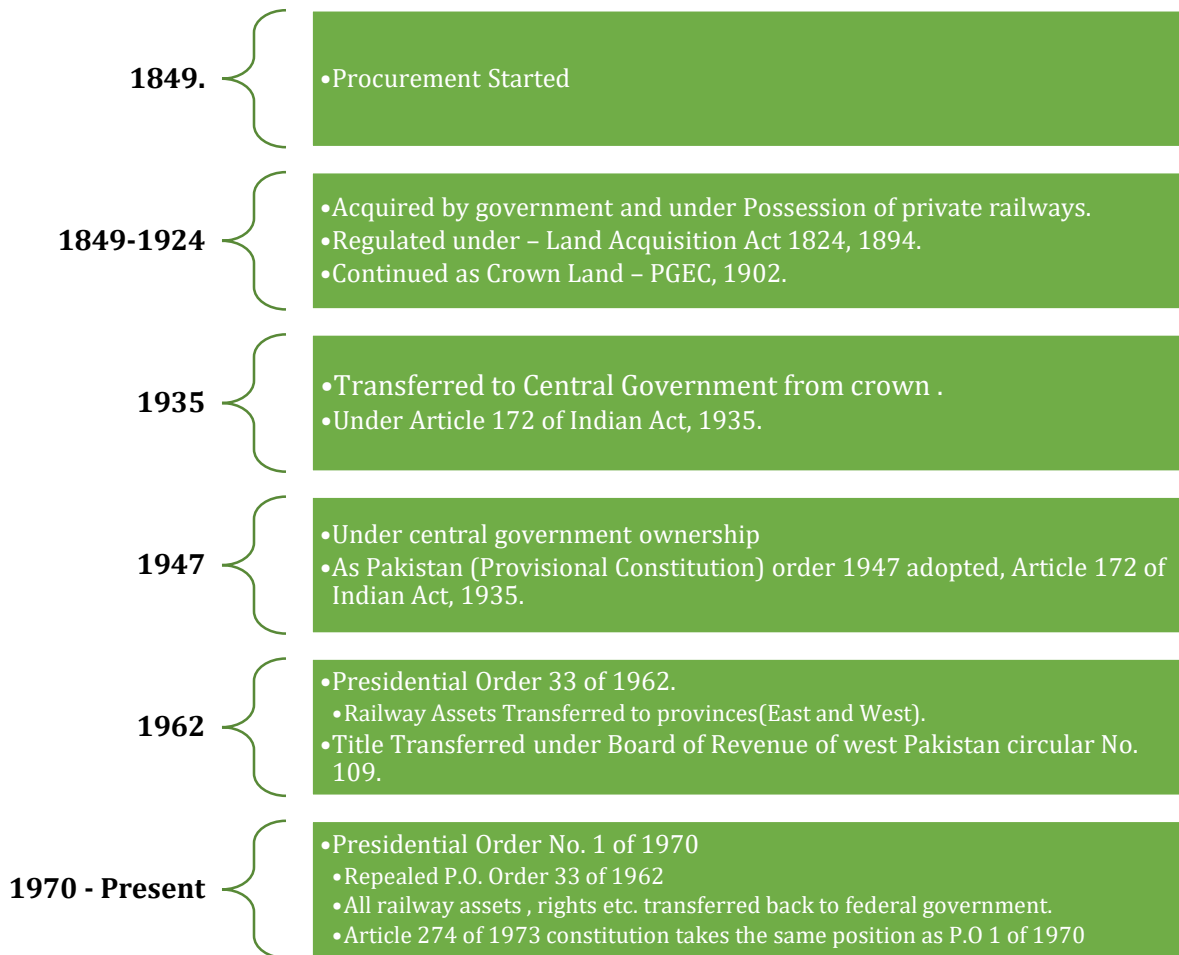 1849.
•Procurement Started
1849-1924
•Acquired by government and under Possession of private railways.
•Regulated under – Land Acquisition Act 1824, 1894.
•Continued as Crown Land – PGEC, 1902.
1935
•Transferred to Central Government from crown .
•Under Article 172 of Indian Act, 1935.
1947
•Under central government ownership
•As Pakistan (Provisional Constitution) order 1947 adopted, Article 172 of
Indian Act, 1935.
1962
•Presidential Order 33 of 1962.
•Railway Assets Transferred to provinces(East and West).
•Title Transferred under Board of Revenue of west Pakistan circular No.
109.
1970 - Present
•Presidential Order No. 1 of 1970
•Repealed P.O. Order 33 of 1962
•All railway assets , rights etc. transferred back to federal government.
•Article 274 of 1973 constitution takes the same position as P.O 1 of 1970